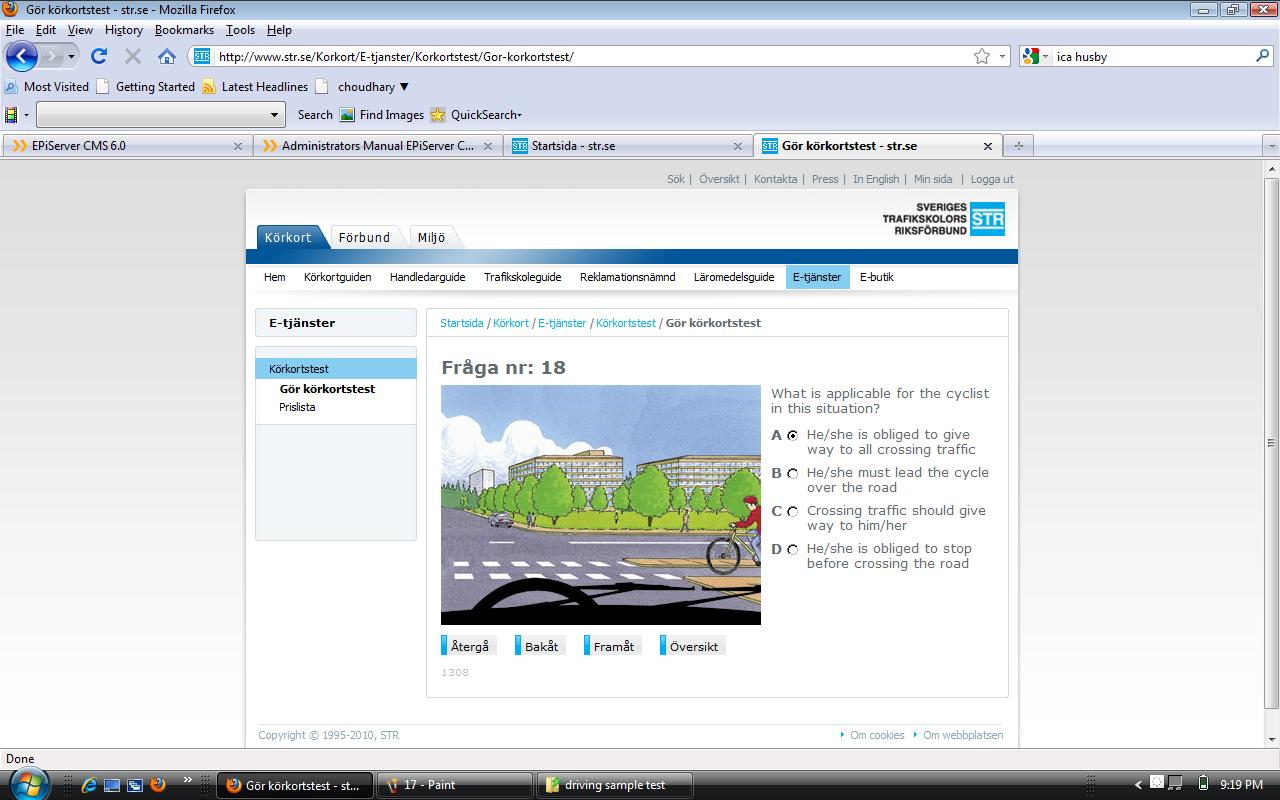 Gör körkortstest - str.se - Mozilla Firefox
File Edit View History Bookmarks Tools Help
STR http://www.str.se/Korkort/E-tjanster/Korkortstest/Gor-korkortstest/ ica husby
Most Visited Getting Started Latest Headlines choudhary
Search Find Images QuickSearch
EPiServer CMS 6.0 Administrators Manual EPiServer C... STR Startsida - str.se STR Gör körkortstest - str.se
Sök | Översikt | Kontakta | Press | In English | Min sida | Logga ut
SVERIGES
TRAFIKSKOLORS STR
RIKSFÖRBUND
Körkort Förbund Miljö
Hem Körkortguiden Handledarguide Trafikskoleguide Reklamationsnämnd Läromedelsguide E-tjänster E-butik
E-tjänster
Körkortstest
Gör körkortstest
Prislista
Startsida / Körkort / E-tjänster / Körkortstest / Gör körkortstest
Fråga nr: 18
What is applicable for the cyclist
in this situation?
A He/she is obliged to give
way to all crossing traffic
B He/she must lead the cycle
over the road
C Crossing traffic should give
way to him/her
D He/she is obliged to stop
before crossing the road
Återgå Bakåt Framåt Översikt
1308
Copyright © 1995-2010, STR Om cookies Om webbplatsen
Done
Gör körkortstest - st... 17 - Paint driving sample test 9:19 PM